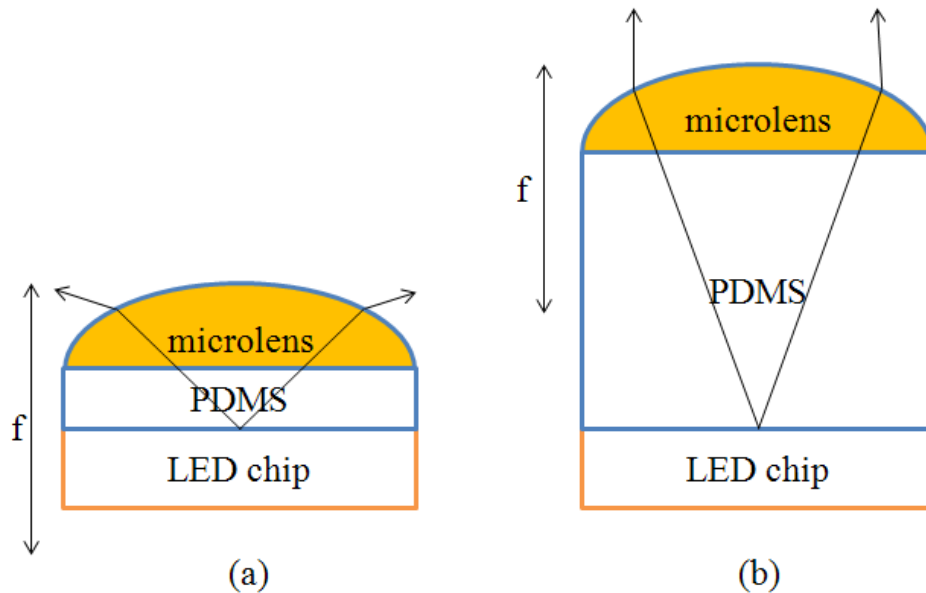 microlens
f
PDMS
microlens
PDMS
f
LED chip
LED chip
(a)
(b)